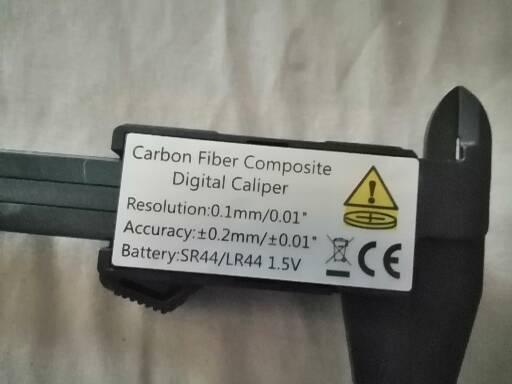 Carbon Fiber Composite
Digital Caliper
Resolution:0.1mm/0.01"
Accuracy:±0.2mm/±0.01"
Battery:SR44/LR44 1.5V
CE